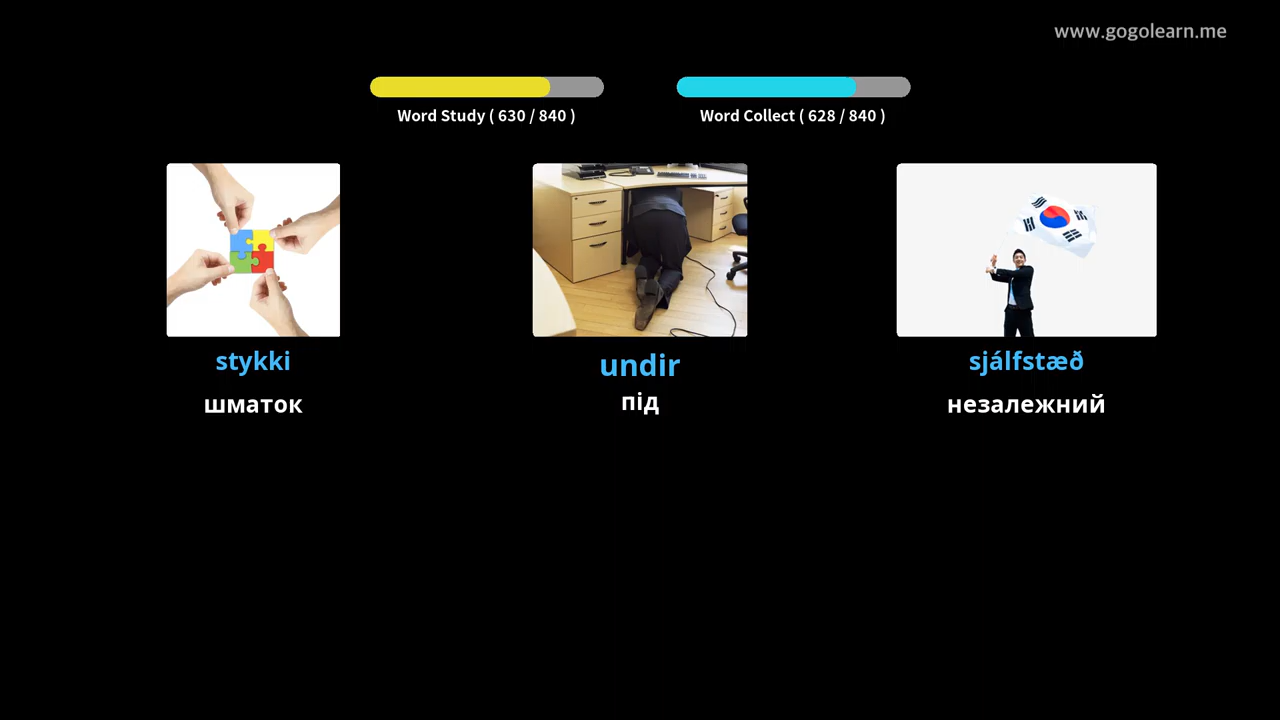 www.gogolearn.me
Word Study ( 630 / 840 )
Word Collect ( 628 / 840 )
stykki
шматок
undir
під
sjálfstæð
незалежний